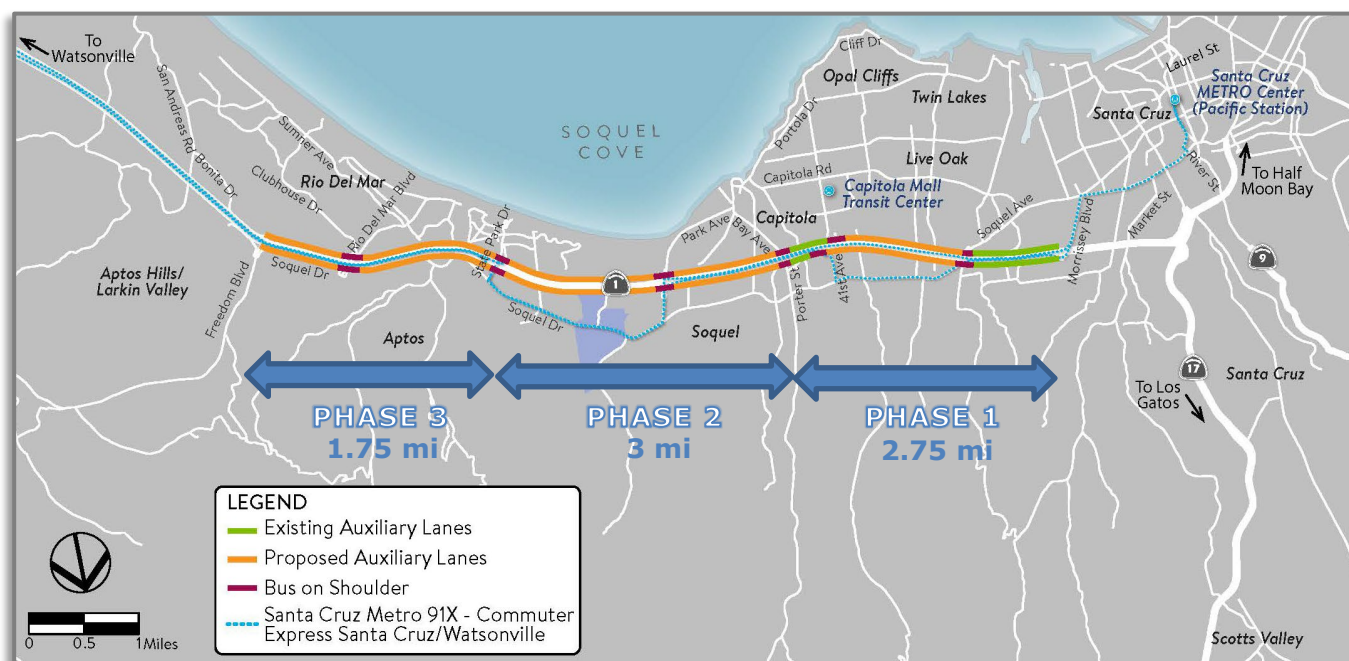 To
Watsonville
San Andreas Rd
Bonita Dr
Sumner Ave
Clubhouse Dr
Rio Del Mar
Rio Del Mar Blvd
Aptos Hills/
Larkin Valley
Freedom Blvd
Soquel Dr
State Park Dr
Aptos
Soquel Dr
SOQUEL
COVE
1
Park Ave
Bay Ave
Soquel
Cliff Dr
Opal Cliffs
Portola Dr
Twin Lakes
Live Oak
Capitola Rd
Capitola Mall
Transit Center
Capitola
Porter St
41st Ave
Soquel Ave
Morrissey Blvd
Market St
Laurel St
Santa Cruz
METRO Center
(Pacific Station)
Santa Cruz
River St
To Half
Moon Bay
9
17
Santa Cruz
To Los
Gatos
Scotts Valley
PHASE 3
1.75 mi
PHASE 2
3 mi
PHASE 1
2.75 mi
LEGEND
Existing Auxiliary Lanes
Proposed Auxiliary Lanes
Bus on Shoulder
Santa Cruz Metro 91X - Commuter
Express Santa Cruz/Watsonville
0 0.5 1Miles